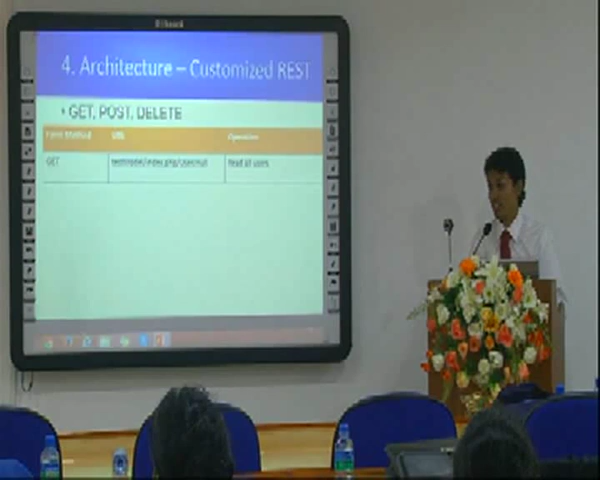 4. Architecture – Customized REST
• GET, POST, DELETE
URL Operation
GET Read all users